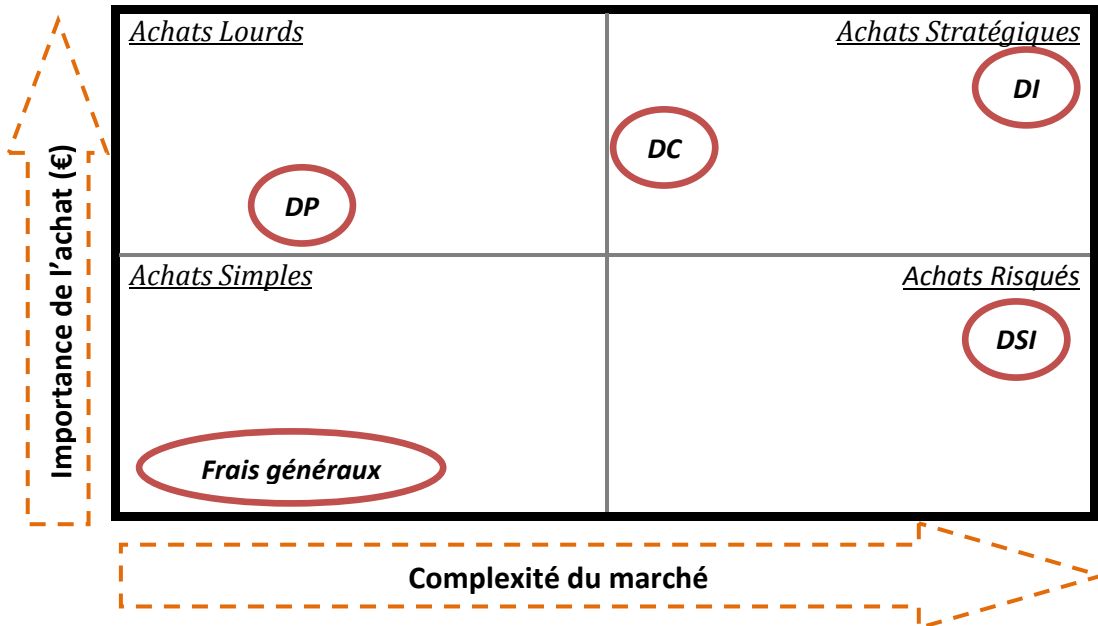 Achats Lourds
Achats Stratégiques
DI
DC
DP
Importance de l'achat (€)
Achats Simples
Achats Risqués
DSI
Frais généraux
Complexité du marché